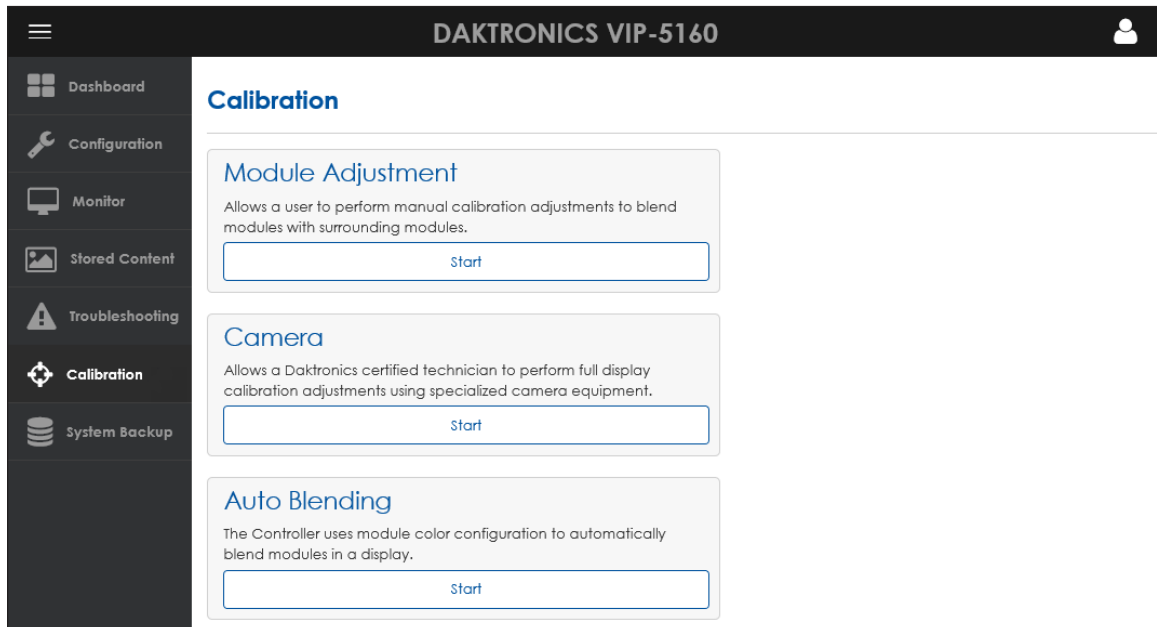 DAKTRONICS VIP-5160
Dashboard
Configuration
Monitor
Stored Content
Troubleshooting
Calibration
System Backup
Calibration
Module Adjustment
Allows a user to perform manual calibration adjustments to blend
modules with surrounding modules.
Start
Camera
Allows a Daktronics certified technician to perform full display
calibration adjustments using specialized camera equipment.
Start
Auto Blending
The Controller uses module color configuration to automatically
blend modules in a display.
Start